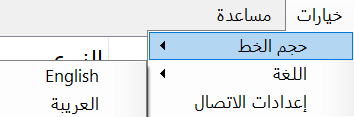 خيارات مساعدة
حجم الخط
اللغة
إعدادات الاتصال
English
العربية